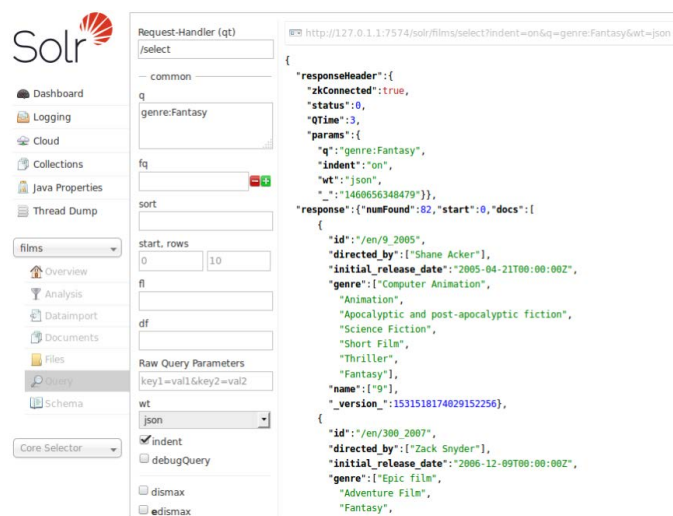 Solr
Dashboard
Logging
Cloud
Collections
Java Properties
Thread Dump
films
Overview
Analysis
Dataimport
Documents
Files
Query
Schema
Core Selector
Request-Handler (qt)
/select
common
q
genre:Fantasy
fq
sort
start, rows
0 10
fl
df
Raw Query Parameters
key1=val1&key2=val2
wt
json
indent
debugQuery
dismax
edismax
http://127.0.1.1:7574/solr/films/select?indent=on&q=genre:Fantasy&wt=json
{
"responseHeader":{
"zkConnected":true,
"status":0,
"QTime":3,
"params":{
"q":"genre:Fantasy",
"indent":"on",
"wt":"json",
"_":"1460656348479"}},
"response":{"numFound":82,"start":0,"docs":[
{
"id":"/en/9_2005",
"directed_by":["Shane Acker"],
"initial_release_date":"2005-04-21T00:00:00Z",
"genre":["Computer Animation",
"Animation",
"Apocalyptic and post-apocalyptic fiction",
"Science Fiction",
"Short Film",
"Thriller",
"Fantasy"],
"name":["9"],
"_version_":1531518174029152256},
{
"id":"/en/300_2007",
"directed_by":["Zack Snyder"],
"initial_release_date":"2006-12-09T00:00:00Z",
"genre":["Epic film",
"Adventure Film",
"Fantasy",